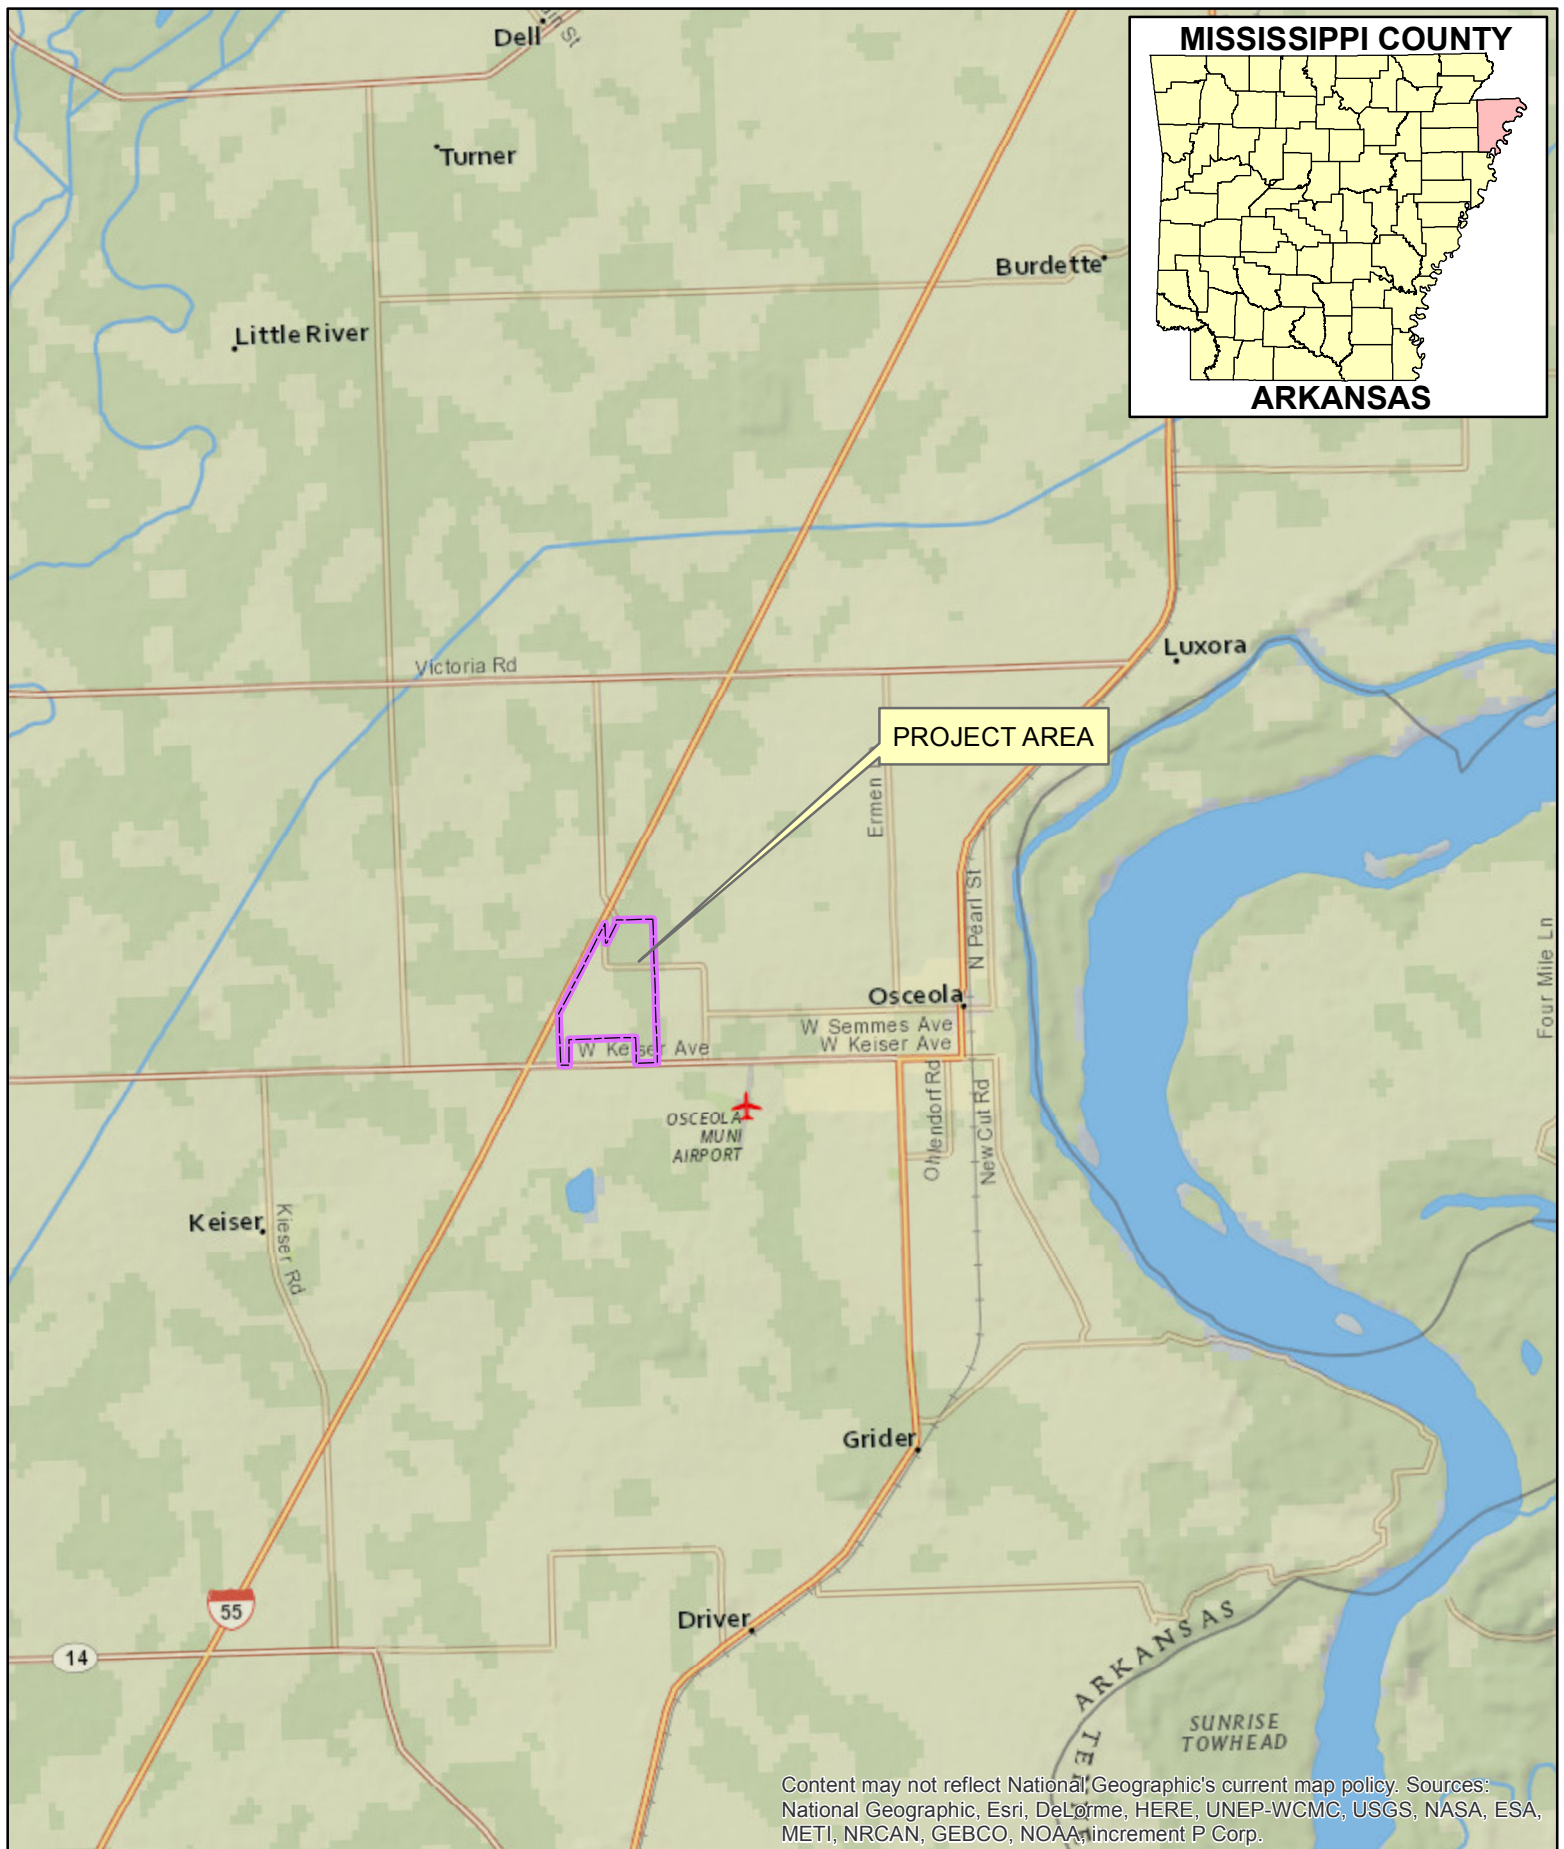 Dell
in St
MISSISSIPPI COUNTY
Turner
Burdette
Little River
ARKANSAS
Luxora
Victoria Rd
PROJECT AREA
Ermen
N Pearl St
Four Mile Ln
Osceola
W Semmes Ave
W Keiser Ave
W Keiser Ave
Ohlendorf Rd
New Cut Rd
OSCEOLA
MUNI
AIRPORT
Keiser
Kieser Rd
Grider
55
Driver
14
ARKANSAS
SUNRISE
TOWHEAD
Content may not reflect National Geographic's current map policy. Sources:
National Geographic, Esri, DeLorme, HERE, UNEP-WCMC, USGS, NASA, ESA,
METI, NRCAN, GEBCO, NOAA, increment P Corp.